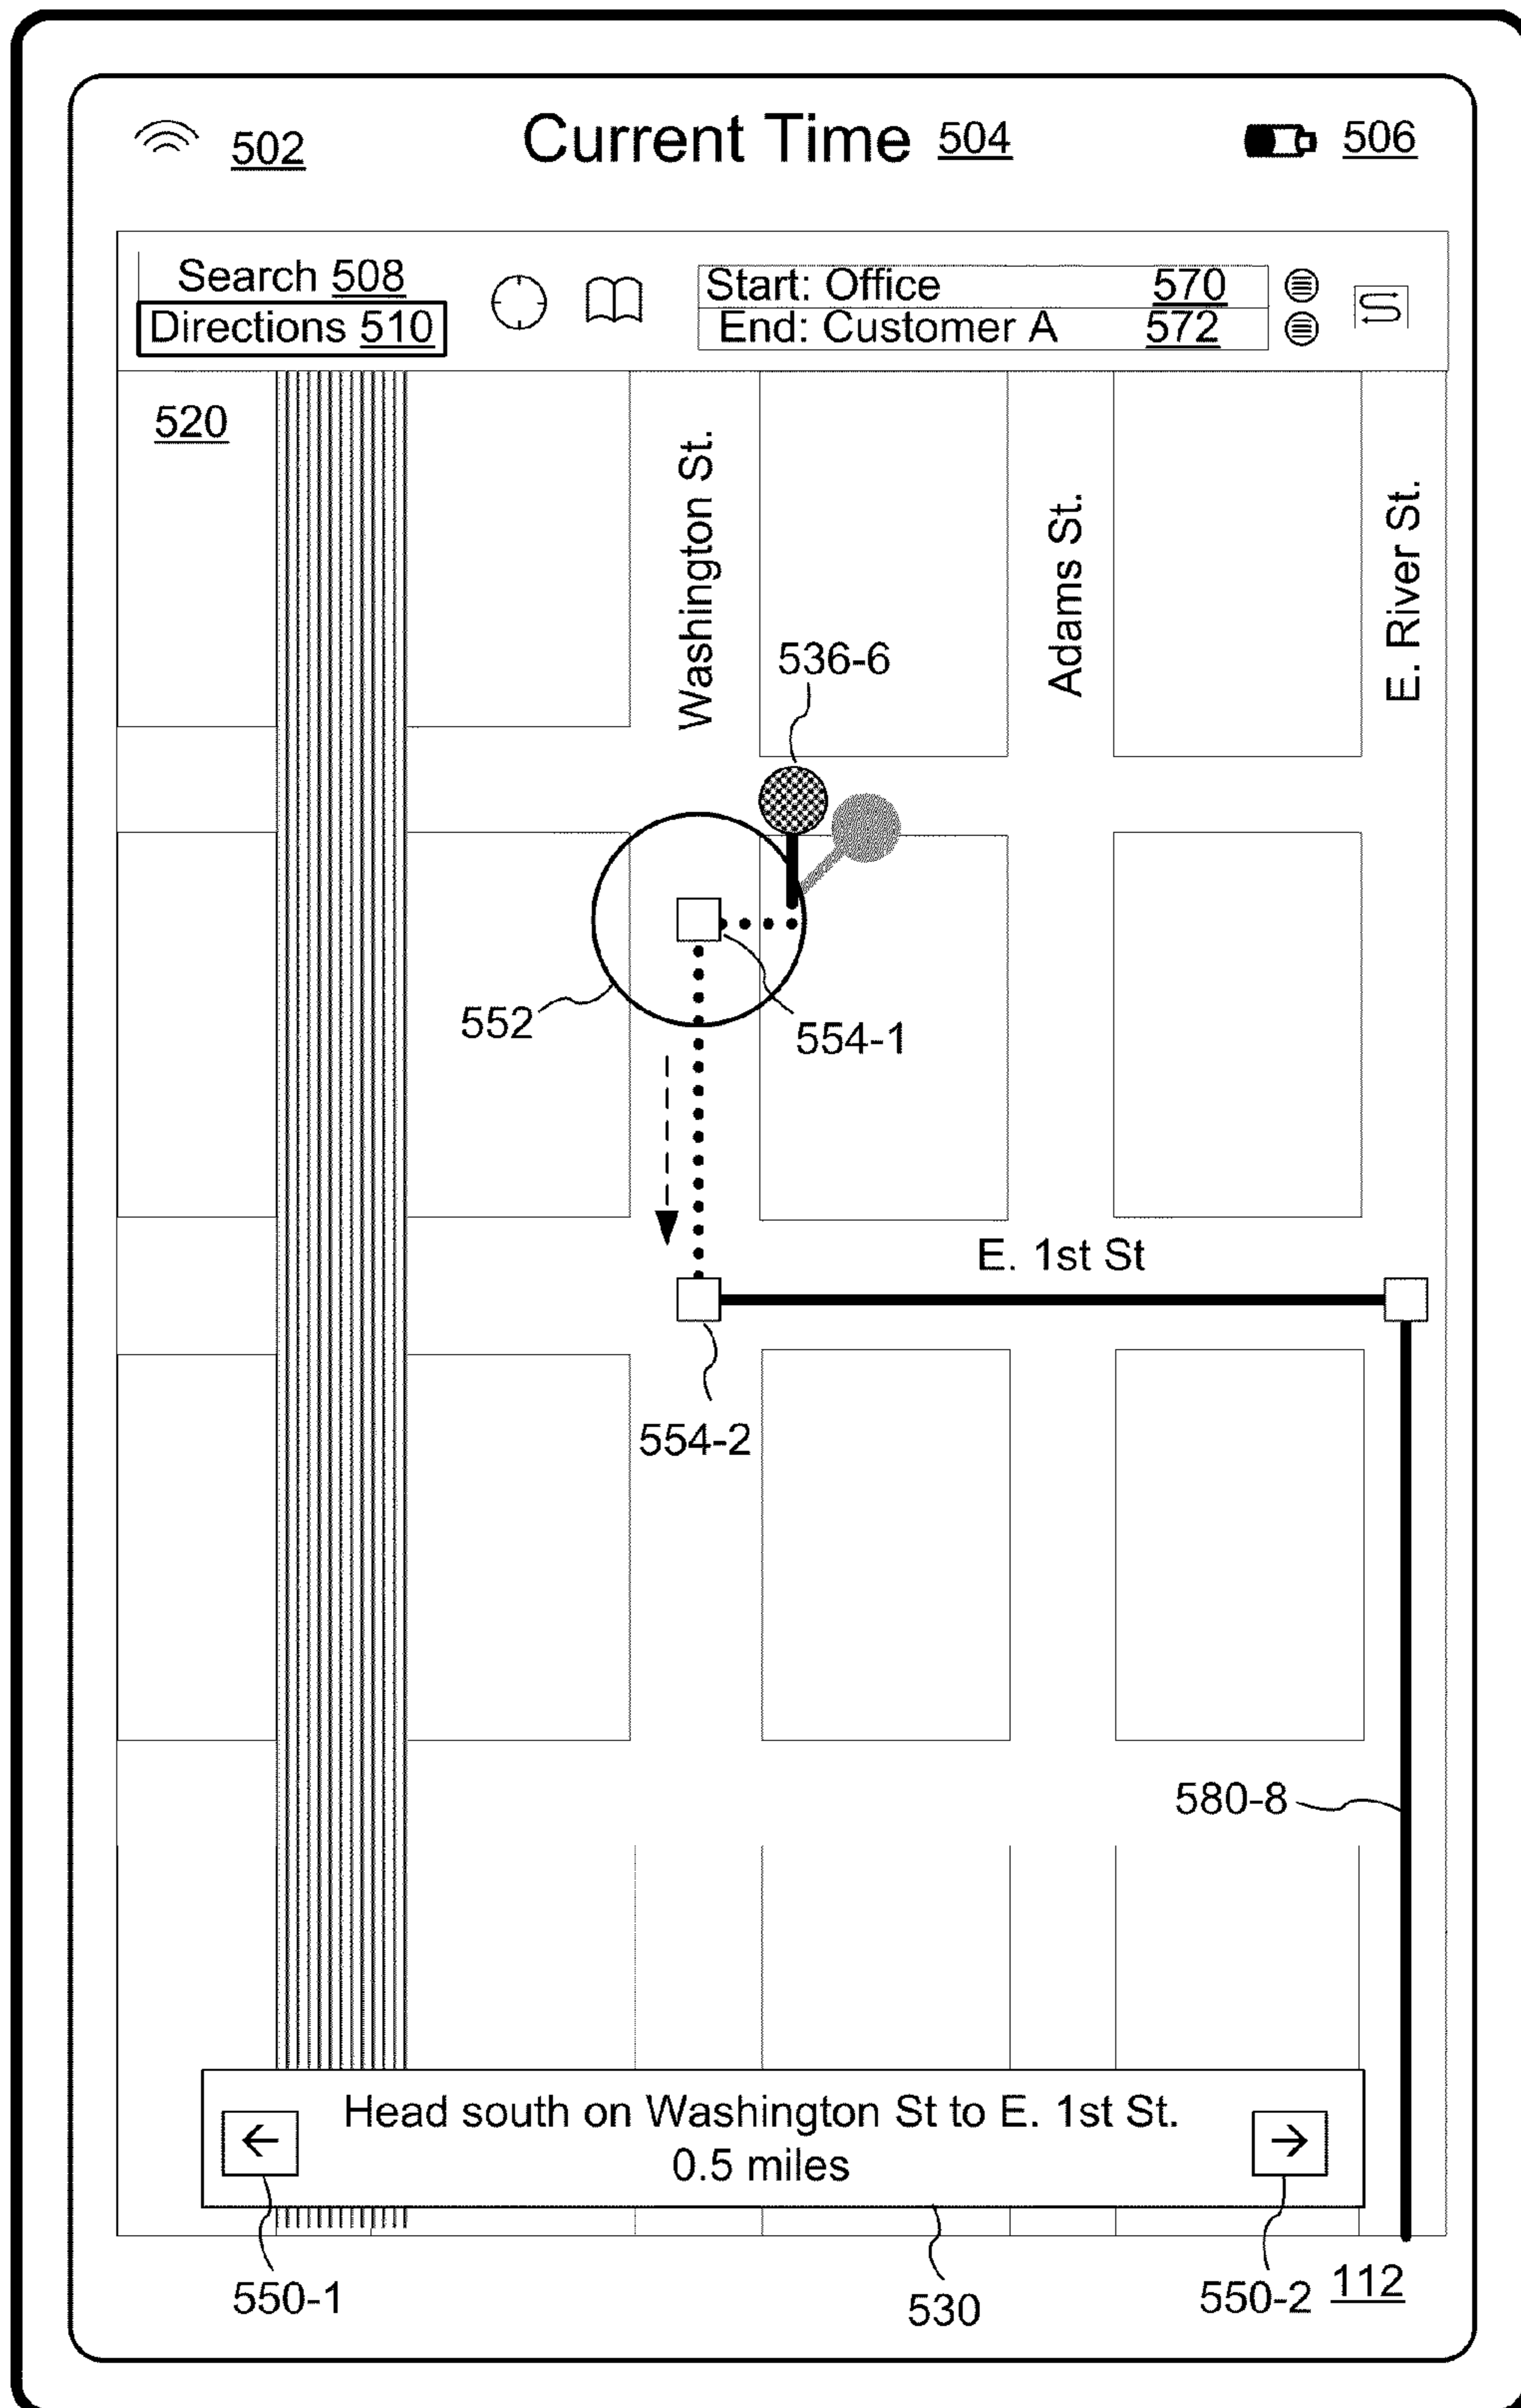 502 Current Time 504 506
Search 508
Directions 510
Start: Office 570
End: Customer A 572
520
Washington St.
Adams St.
E. River St.
536-6
552
554-1
E. 1st St
554-2
580-8
Head south on Washington St to E. 1st St.
0.5 miles
550-1
530
550-2
112